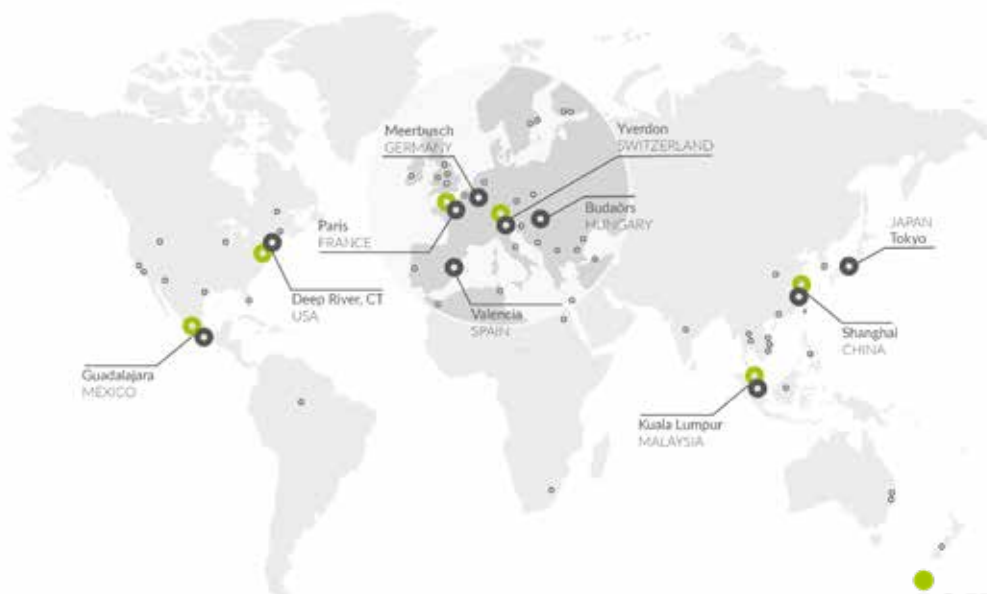 Meerbusch
GERMANY
Yverdon
SWITZERLAND
Paris
FRANCE
Budaörs
HUNGARY
JAPAN
Tokyo
Deep River, CT
USA
Valencia
SPAIN
Shanghai
CHINA
Guadalajara
MÉXICO
Kuala Lumpur
MALAYSIA